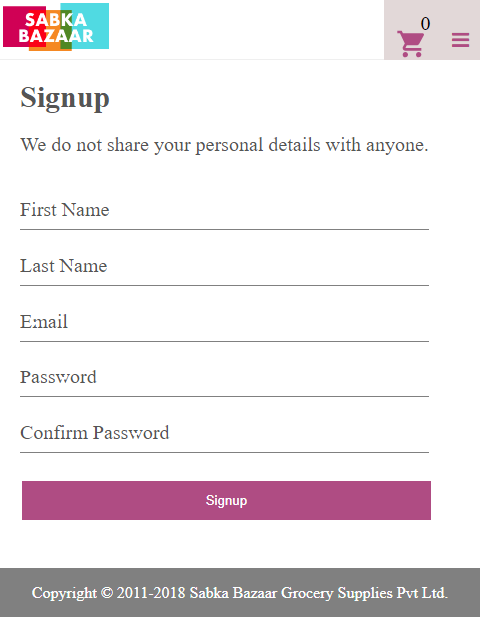 SABKA
BAZAAR
0
Signup
We do not share your personal details with anyone.
First Name
Last Name
Email
Password
Confirm Password
Signup
Copyright © 2011-2018 Sabka Bazaar Grocery Supplies Pvt Ltd.